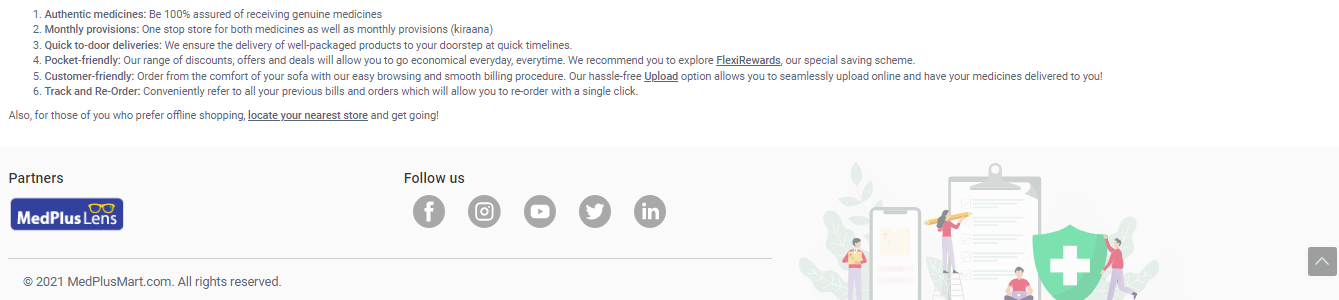 1. Authentic medicines: Be 100% assured of receiving genuine medicines
2. Monthly provisions: One stop store for both medicines as well as monthly provisions (kiraana)
3. Quick to-door deliveries: We ensure the delivery of well-packaged products to your doorstep at quick timelines.
4. Pocket-friendly: Our range of discounts, offers and deals will allow you to go economical everyday, everytime. We recommend you to explore FlexiRewards, our special saving scheme.
5. Customer-friendly: Order from the comfort of your sofa with our easy browsing and smooth billing procedure. Our hassle-free Upload option allows you to seamlessly upload online and have your medicines delivered to you!
6. Track and Re-Order: Conveniently refer to all your previous bills and orders which will allow you to re-order with a single click.
Also, for those of you who prefer offline shopping, locate your nearest store and get going!
Partners
MedPlus Lens
Follow us
© 2021 MedPlusMart.com. All rights reserved.